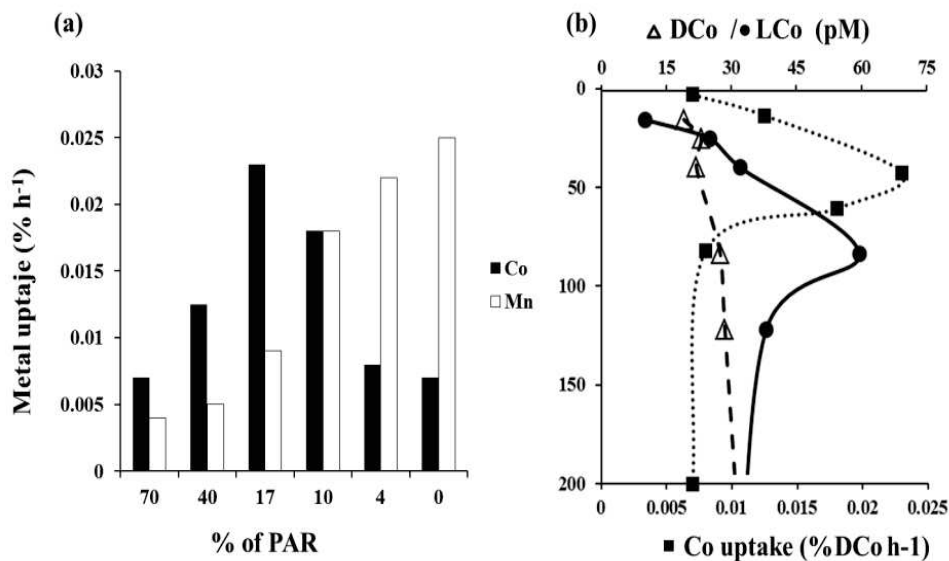 (a)
0.03
0.025
0.02
0.015
0.01
0.005
0
Metal uptaje (% h-1)
70 40 17 10 4 0
% of PAR
Co
Mn
(b)
DCo / LCo (pM)
0 15 30 45 60 75
0
50
100
150
200
0 0.005 0.01 0.015 0.02 0.025
Co uptake (%DCo h-1)